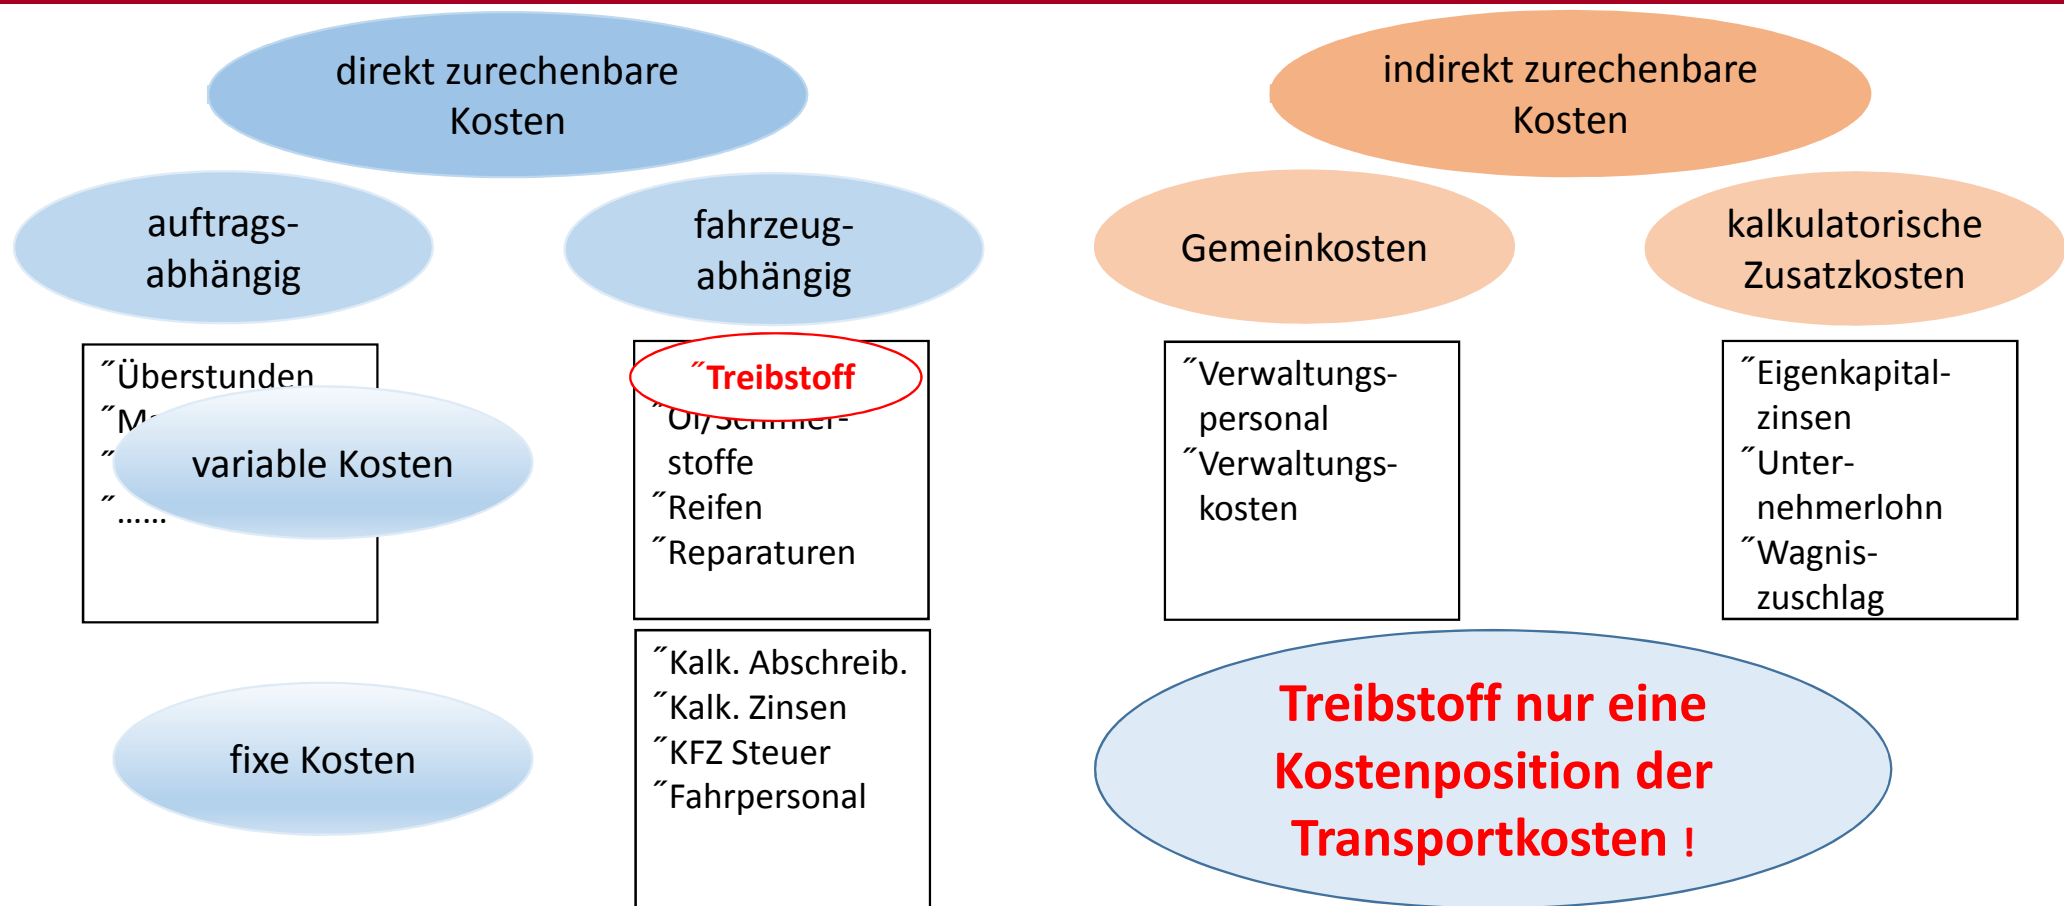 direkt zurechenbare
Kosten
indirekt zurechenbare
Kosten
auftrags-
abhängig
fahrzeug-
abhängig
Gemeinkosten
kalkulatorische
Zusatzkosten
˝Überstunden
˝
˝
˝……
variable Kosten
˝Treibstoff
˝Öl/Schmier-
stoffe
˝Reifen
˝Reparaturen
˝Verwaltungs-
personal
˝Verwaltungs-
kosten
˝Eigenkapital-
zinsen
˝Unter-
nehmerlohn
˝Wagnis-
zuschlag
fixe Kosten
˝Kalk. Abschreib.
˝Kalk. Zinsen
˝KFZ Steuer
˝Fahrpersonal
Treibstoff nur eine
Kostenposition der
Transportkosten !